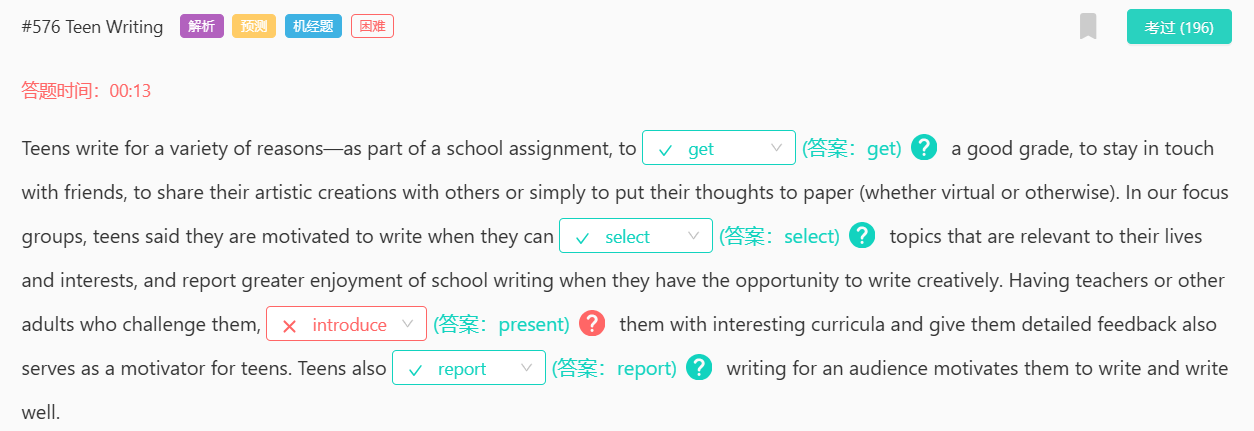 #576 Teen Writing 解析 预测 机经题 困难 考过 (196)
答题时间：00:13
Teens write for a variety of reasons—as part of a school assignment, to get (答案：get) ? a good grade, to stay in touch
with friends, to share their artistic creations with others or simply to put their thoughts to paper (whether virtual or otherwise). In our focus
groups, teens said they are motivated to write when they can select (答案：select) ? topics that are relevant to their lives
and interests, and report greater enjoyment of school writing when they have the opportunity to write creatively. Having teachers or other
adults who challenge them, introduce (答案：present) ? them with interesting curricula and give them detailed feedback also
serves as a motivator for teens. Teens also report (答案：report) ? writing for an audience motivates them to write and write
well.